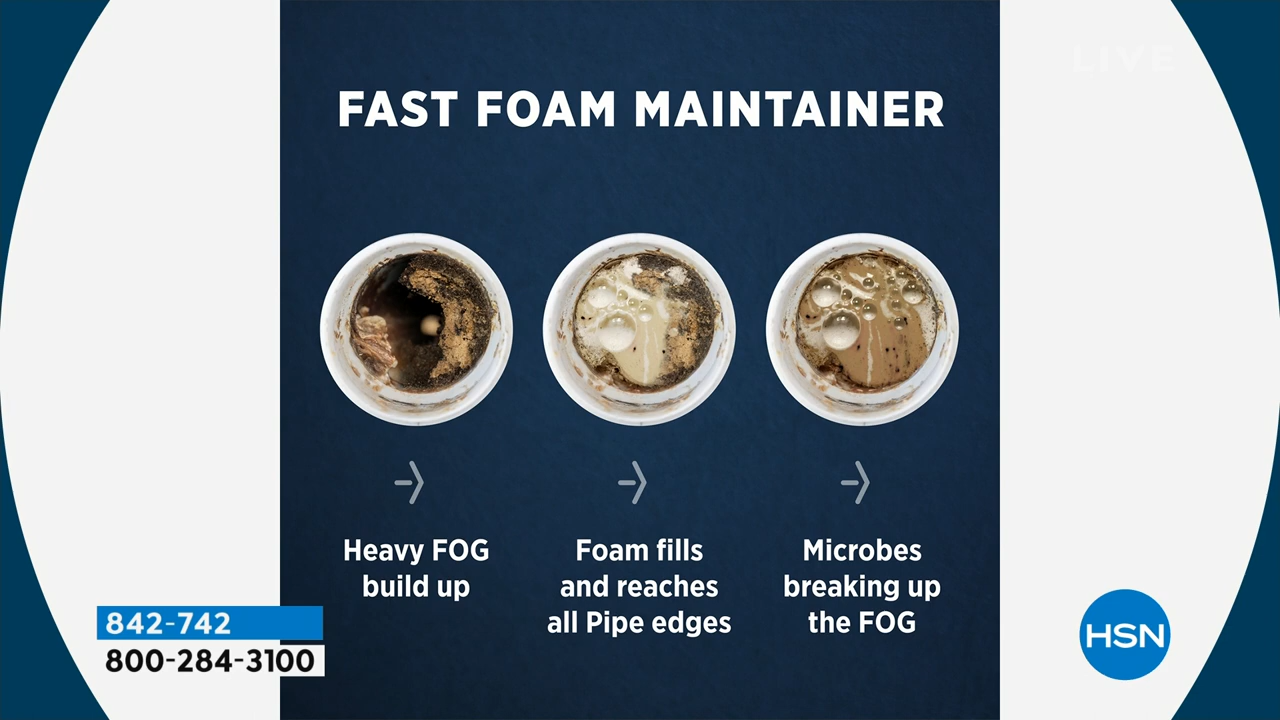 LIVE
FAST FOAM MAINTAINER
Heavy FOG
build up
Foam fills
and reaches
all Pipe edges
Microbes
breaking up
the FOG
842-742
800-284-3100
HSN